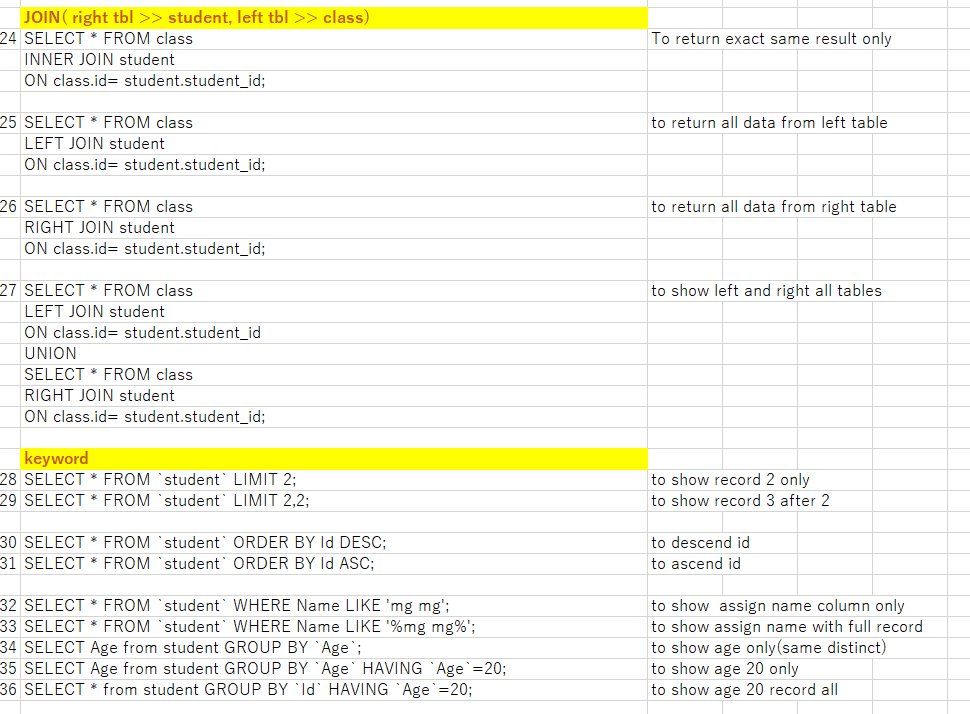 JOIN( right tbl >> student, left tbl >> class)
24 SELECT * FROM class To return exact same result only
INNER JOIN student
ON class.id= student.student_id;
25 SELECT * FROM class to return all data from left table
LEFT JOIN student
ON class.id= student.student_id;
26 SELECT * FROM class to return all data from right table
RIGHT JOIN student
ON class.id= student.student_id;
27 SELECT * FROM class to show left and right all tables
LEFT JOIN student
ON class.id= student.student_id
UNION
SELECT * FROM class
RIGHT JOIN student
ON class.id= student.student_id;
keyword
28 SELECT * FROM `student` LIMIT 2; to show record 2 only
29 SELECT * FROM `student` LIMIT 2,2; to show record 3 after 2
30 SELECT * FROM `student` ORDER BY Id DESC; to descend id
31 SELECT * FROM `student` ORDER BY Id ASC; to ascend id
32 SELECT * FROM `student` WHERE Name LIKE 'mg mg'; to show  assign name column only
33 SELECT * FROM `student` WHERE Name LIKE '%mg mg%'; to show assign name with full record
34 SELECT Age from student GROUP BY `Age`; to show age only(same distinct)
35 SELECT Age from student GROUP BY `Age` HAVING `Age`=20; to show age 20 only
36 SELECT * from student GROUP BY `Id` HAVING `Age`=20; to show age 20 record all